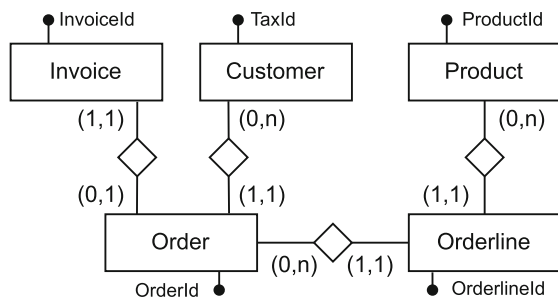 InvoiceId TaxId ProductId
Invoice Customer Product
(1,1) (0,n) (0,n)
(0,1) (1,1) (1,1)
Order Orderline
(0,n) (1,1)
OrderId OrderlineId